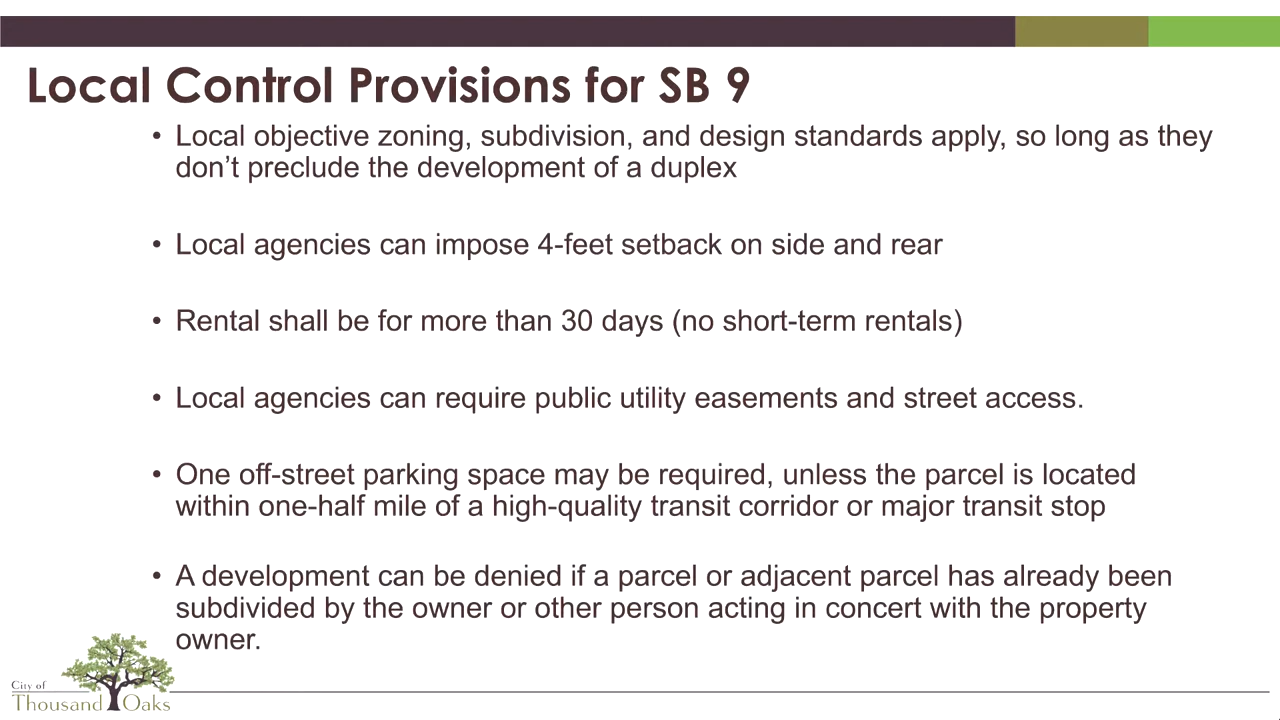 Local Control Provisions for SB 9
• Local objective zoning, subdivision, and design standards apply, so long as they
don’t preclude the development of a duplex
• Local agencies can impose 4-feet setback on side and rear
• Rental shall be for more than 30 days (no short-term rentals)
• Local agencies can require public utility easements and street access.
• One off-street parking space may be required, unless the parcel is located
within one-half mile of a high-quality transit corridor or major transit stop
• A development can be denied if a parcel or adjacent parcel has already been
subdivided by the owner or other person acting in concert with the property
owner.
City of
Thousand Oaks